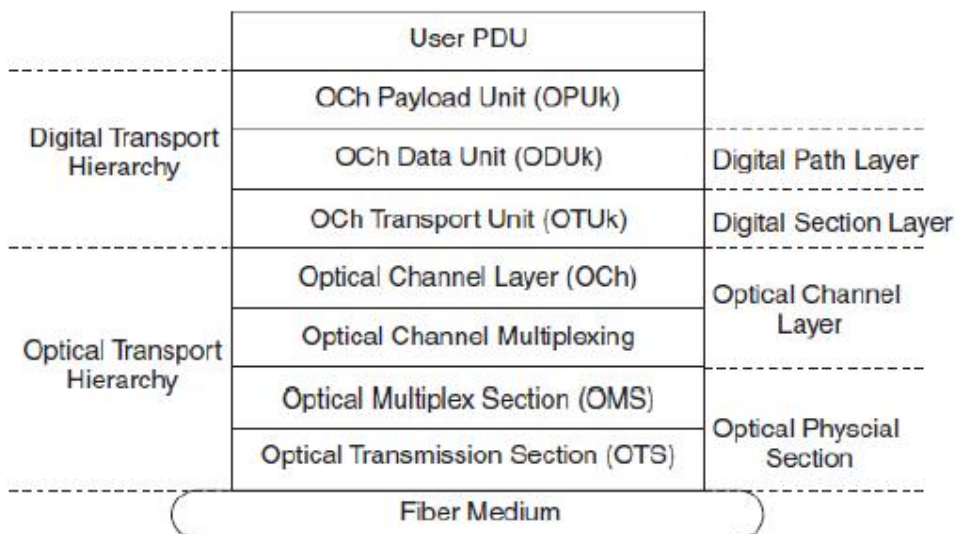 User PDU
OCh Payload Unit (OPUk)
Digital Transport
Hierarchy
OCh Data Unit (ODUk)
Digital Path Layer
OCh Transport Unit (OTUk)
Digital Section Layer
Optical Channel Layer (OCh)
Optical Channel
Layer
Optical Channel Multiplexing
Optical Transport
Hierarchy
Optical Multiplex Section (OMS)
Optical Physcial
Section
Optical Transmission Section (OTS)
Fiber Medium